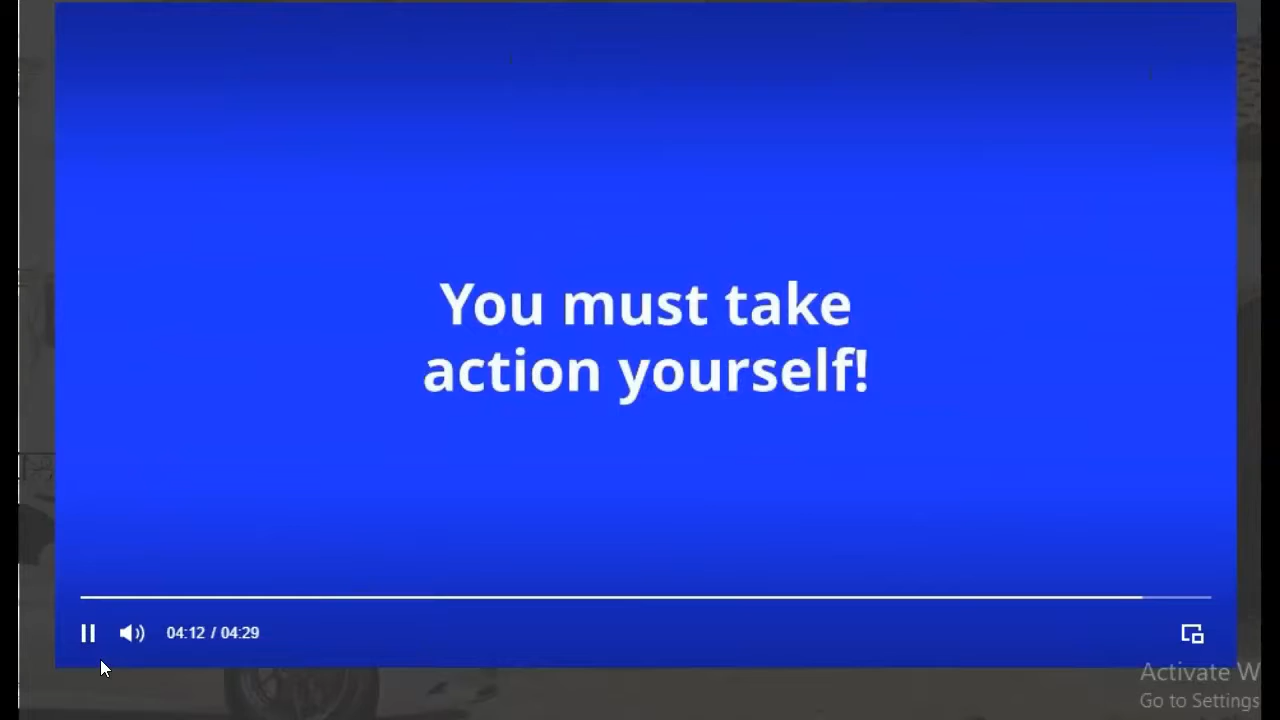 You must take
action yourself!
04:12 / 04:29
Activate W
Go to Settings